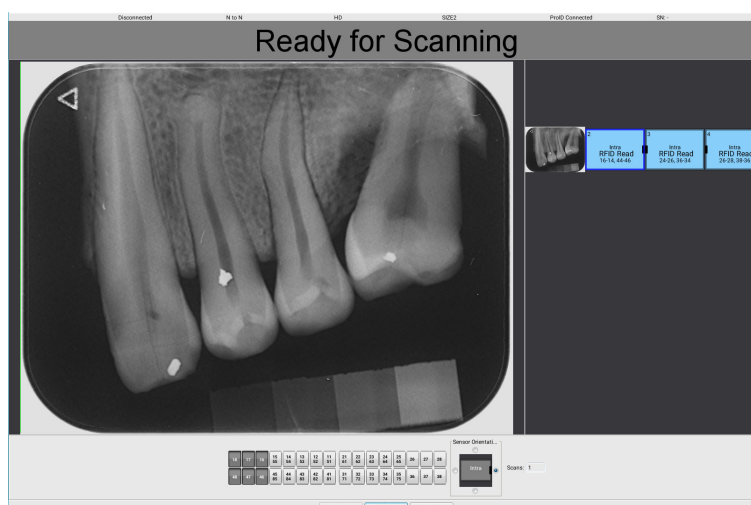 Disconnected N to N HD SIZE2 ProID Connected SN: -
Ready for Scanning
2 3 4
Intra Intra Intra
RFID Read RFID Read RFID Read
16-14, 44-46 24-26, 36-34 26-28, 38-36
Sensor Orientati...
18 17 16 15 14 13 12 11 21 22 23 24 25 26 27 28
55 54 53 52 51 61 62 63 64 65
Intra
Scans: 1
48 47 46 45 44 43 42 41 31 32 33 34 35 36 37 38
85 84 83 82 81 71 72 73 74 75